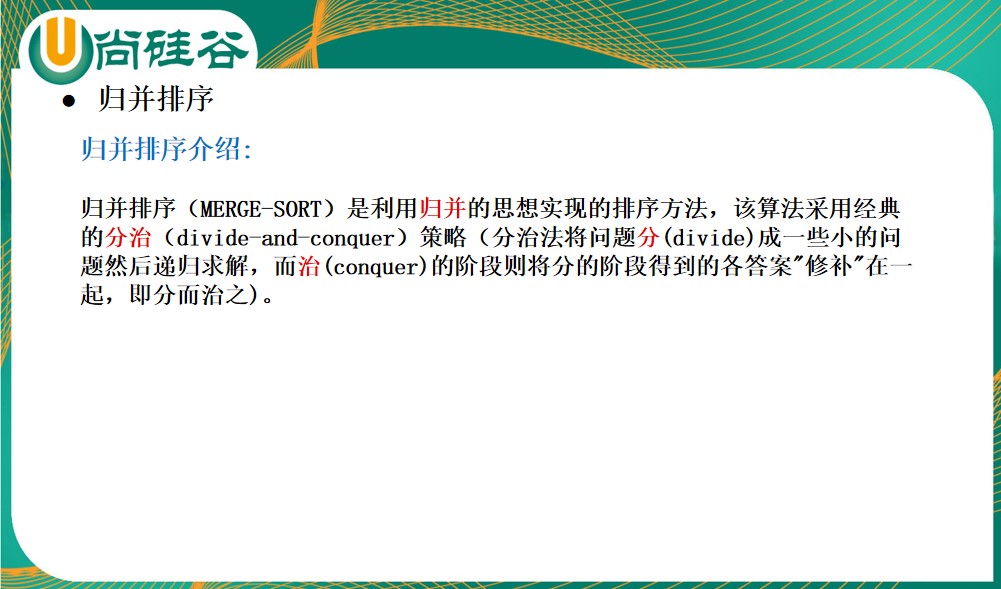 尚硅谷
● 归并排序
归并排序介绍:
归并排序（MERGE-SORT）是利用归并的思想实现的排序方法，该算法采用经典
的分治（divide-and-conquer）策略（分治法将问题分(divide)成一些小的问
题然后递归求解，而治(conquer)的阶段则将分的阶段得到的各答案"修补"在一
起，即分而治之)。